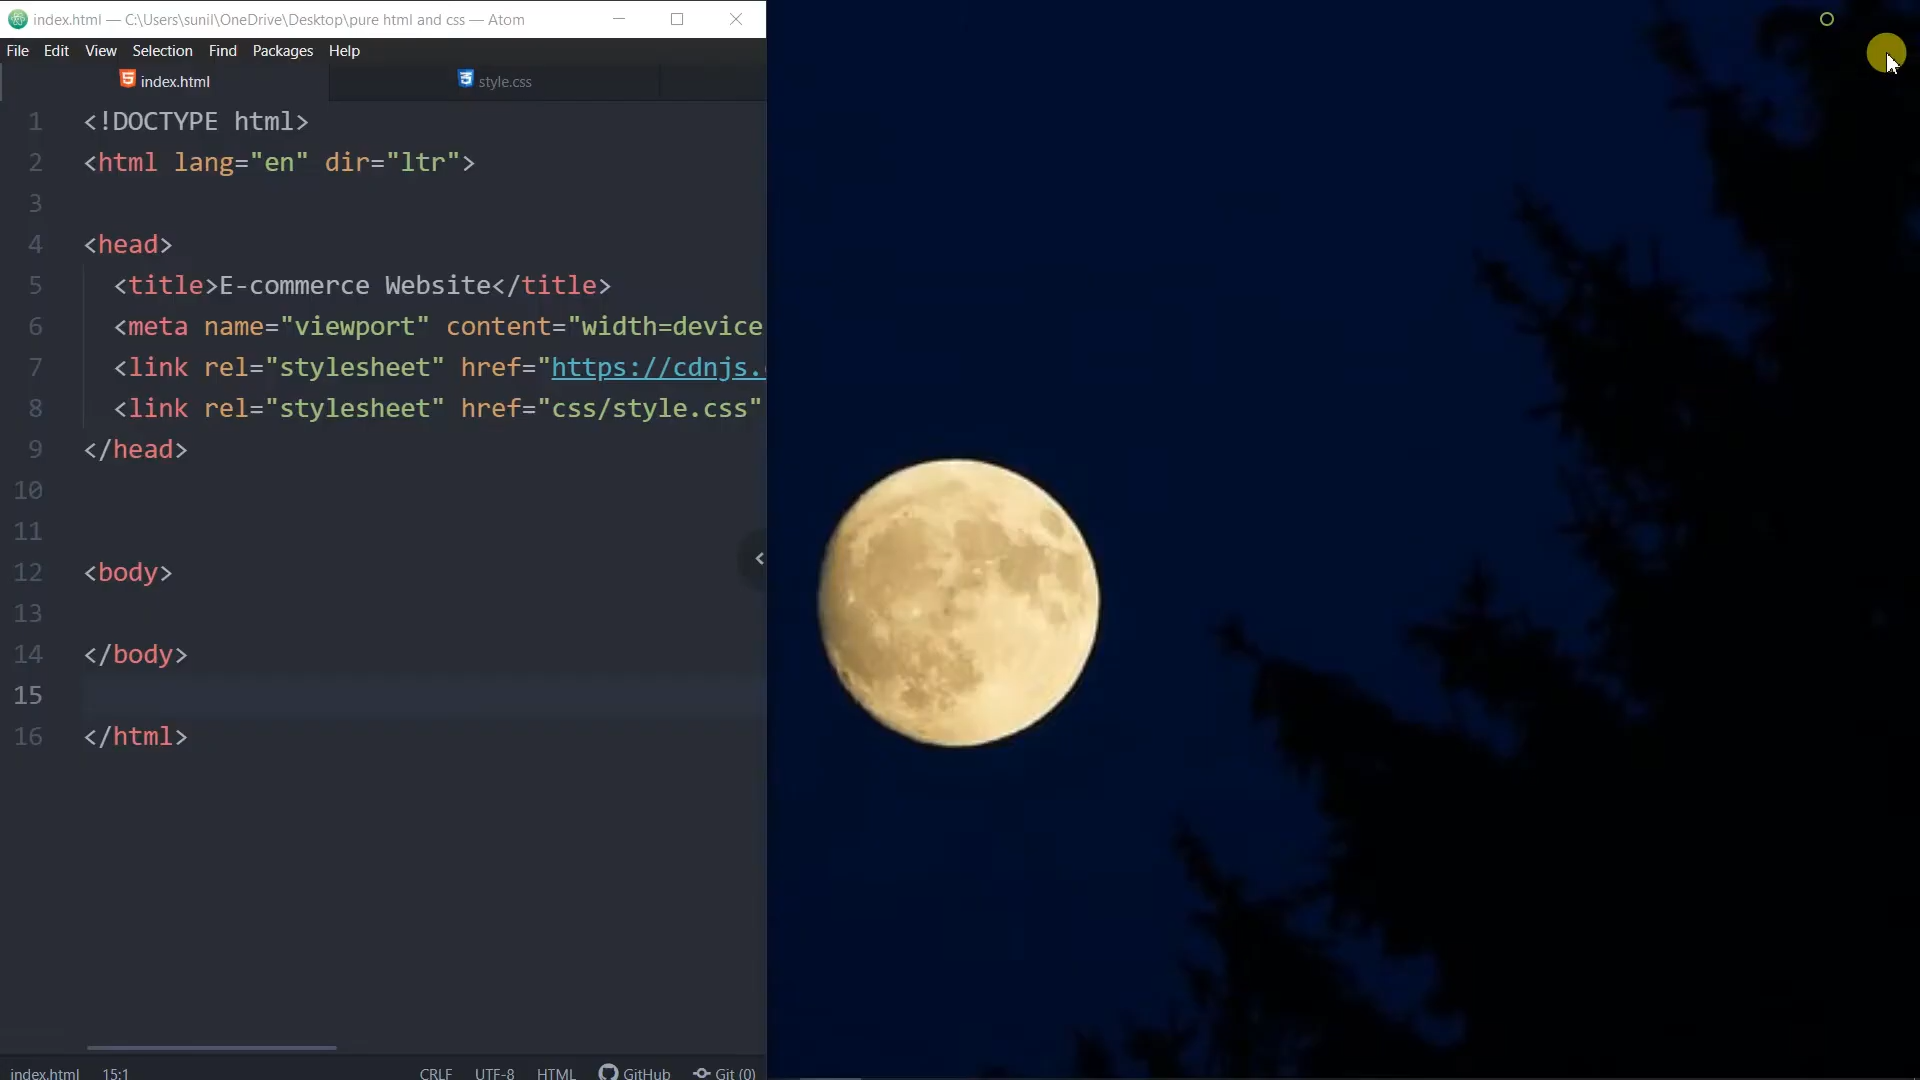 index.html — C:\Users\sunil\OneDrive\Desktop\pure html and css — Atom
File Edit View Selection Find Packages Help
index.html style.css
1 <!DOCTYPE html>
2 <html lang="en" dir="ltr">
3
4 <head>
5 <title>E-commerce Website</title>
6 <meta name="viewport" content="width=device
7 <link rel="stylesheet" href="https://cdnjs.
8 <link rel="stylesheet" href="css/style.css"
9 </head>
10
11
12 <body>
13
14 </body>
15
16 </html>
index.html 15:1 CRLF UTF-8 HTML GitHub Git (0)